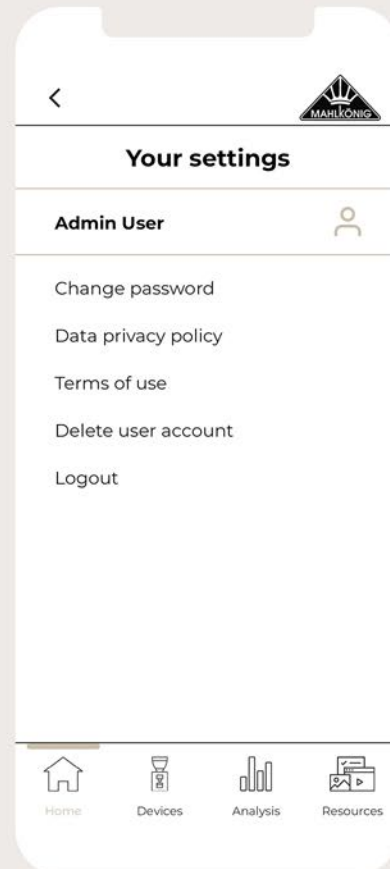 MAHLKÖNIG
Your settings
Admin User
Change password
Data privacy policy
Terms of use
Delete user account
Logout
Home Devices Analysis Resources